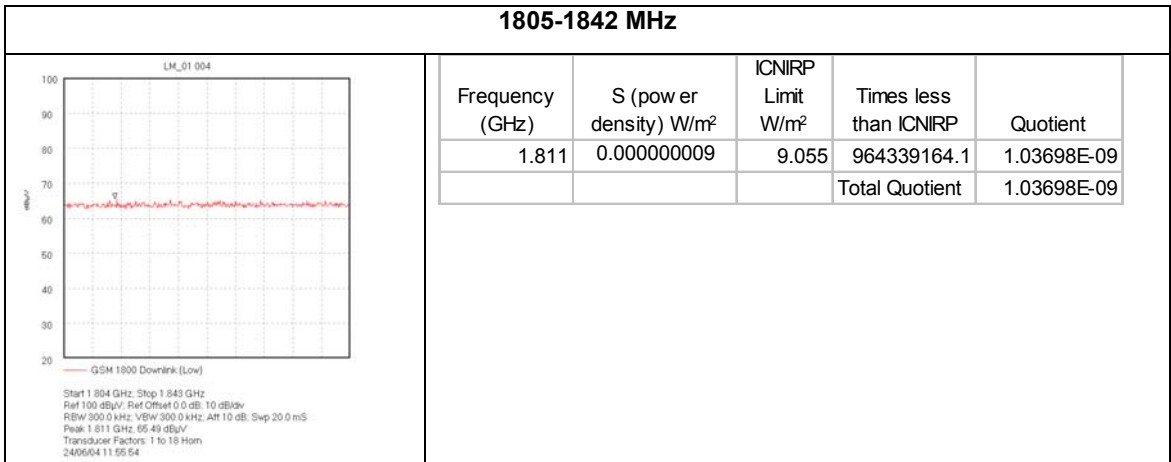 1805-1842 MHz
LM_01 004
100
90
80
70
60
50
40
30
20
dBµV
GSM 1800 Downlink (Low)
Start 1.804 GHz; Stop 1.843 GHz
Ref 100 dBµV; Ref Offset 0.0 dB; 10 dB/div
RBW 300.0 kHz; VBW 300.0 kHz; Att 10 dB; Swp 20.0 mS
Peak 1.811 GHz, 65.49 dBµV
Transducer Factors: 1 to 18 Horn
24/06/04 11:55:54
Frequency (GHz) S (pow er density) W/m² ICNIRP Limit W/m² Times less than ICNIRP Quotient
1.811 0.000000009 9.055 964339164.1 1.03698E-09
Total Quotient 1.03698E-09